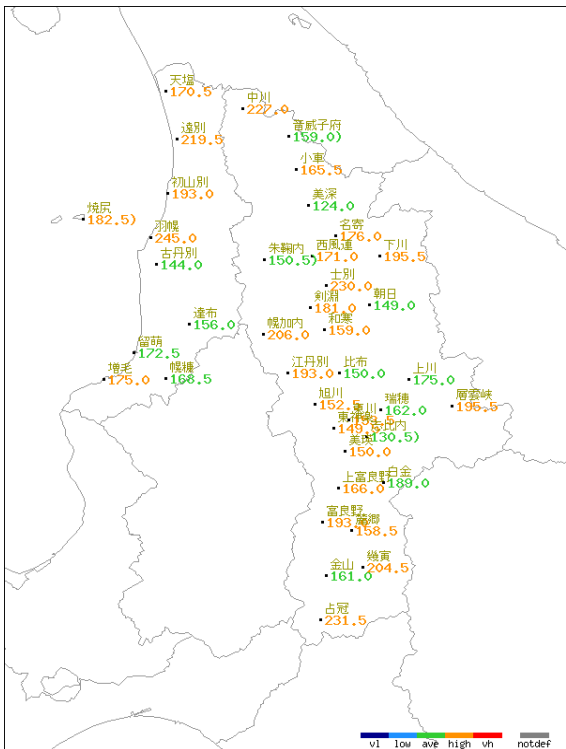 天塩
170.5
中川
227.0
音威子府
159.0)
遠別
219.5
小車
165.5
初山別
193.0
美深
124.0
焼尻
182.5)
羽幌
245.0
名寄
176.0
古丹別
144.0
朱鞠内
150.5)
西風連
171.0
下川
195.5
士別
230.0
剣淵
181.0
朝日
149.0
達布
156.0
幌加内
206.0
和寒
159.0
留萌
172.5
増毛
175.0
幌糠
168.5
江丹別
193.0
比布
150.0
上川
175.0
旭川
152.5
瑞穂
162.0
層雲峡
195.5
東川
東神楽
志比内
130.5)
美瑛
150.0
上富良野
166.0
白金
189.0
富良野
麓郷
158.5
幾寅
204.5
金山
161.0
占冠
231.5
vl low ave high vh notdef